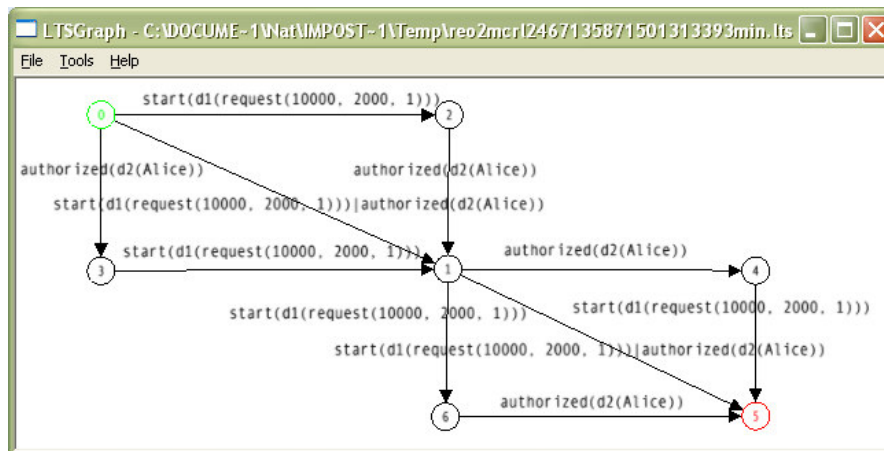 LTSGraph - C:\DOCUME~1\Nat\IMPOST~1\Temp\reo2mcrl2467135871501313393min.lts
File Tools Help
start(d1(request(10000, 2000, 1)))
0
2
authorized(d2(Alice))
authorized(d2(Alice))
start(d1(request(10000, 2000, 1)))|authorized(d2(Alice))
start(d1(request(10000, 2000, 1)))
authorized(d2(Alice))
3
1
4
start(d1(request(10000, 2000, 1)))
start(d1(request(10000, 2000, 1)))
start(d1(request(10000, 2000, 1)))|authorized(d2(Alice))
authorized(d2(Alice))
6
5